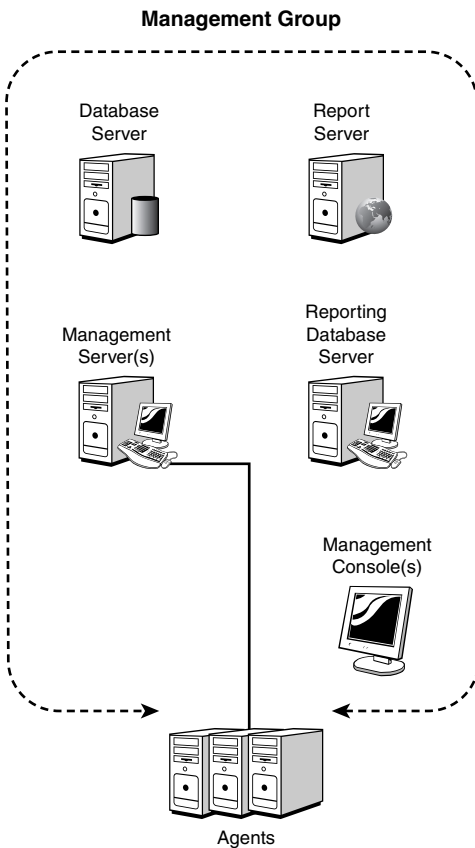 Management Group
Database
Server
Report
Server
Management
Server(s)
Reporting
Database
Server
Management
Console(s)
Agents